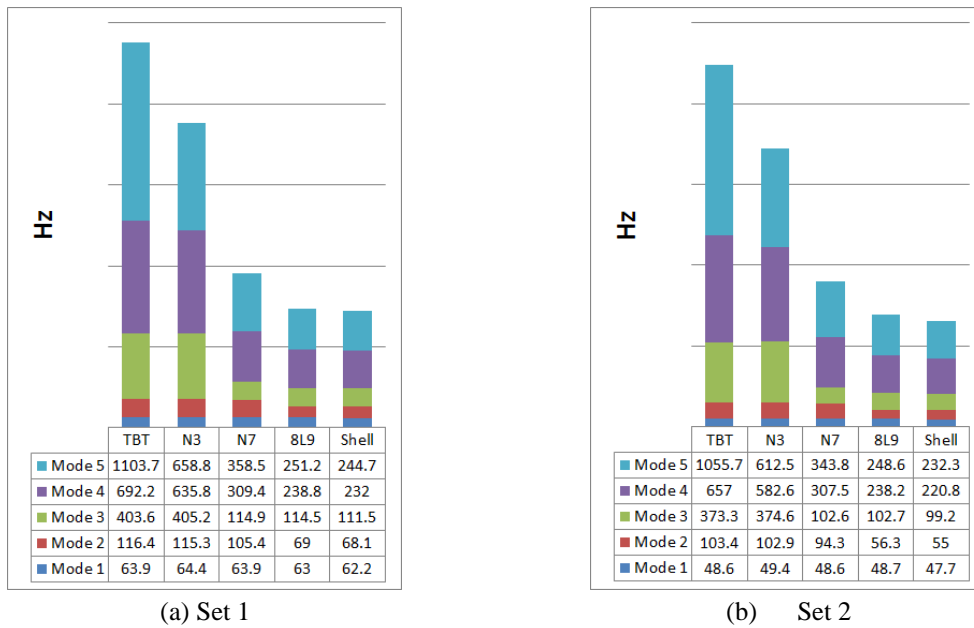 Hz
TBT N3 N7 8L9 Shell
Mode 5 1103.7 658.8 358.5 251.2 244.7
Mode 4 692.2 635.8 309.4 238.8 232
Mode 3 403.6 405.2 114.9 114.5 111.5
Mode 2 116.4 115.3 105.4 69 68.1
Mode 1 63.9 64.4 63.9 63 62.2
(a) Set 1
Hz
TBT N3 N7 8L9 Shell
Mode 5 1055.7 612.5 343.8 248.6 232.3
Mode 4 657 582.6 307.5 238.2 220.8
Mode 3 373.3 374.6 102.6 102.7 99.2
Mode 2 103.4 102.9 94.3 56.3 55
Mode 1 48.6 49.4 48.6 48.7 47.7
(b) Set 2